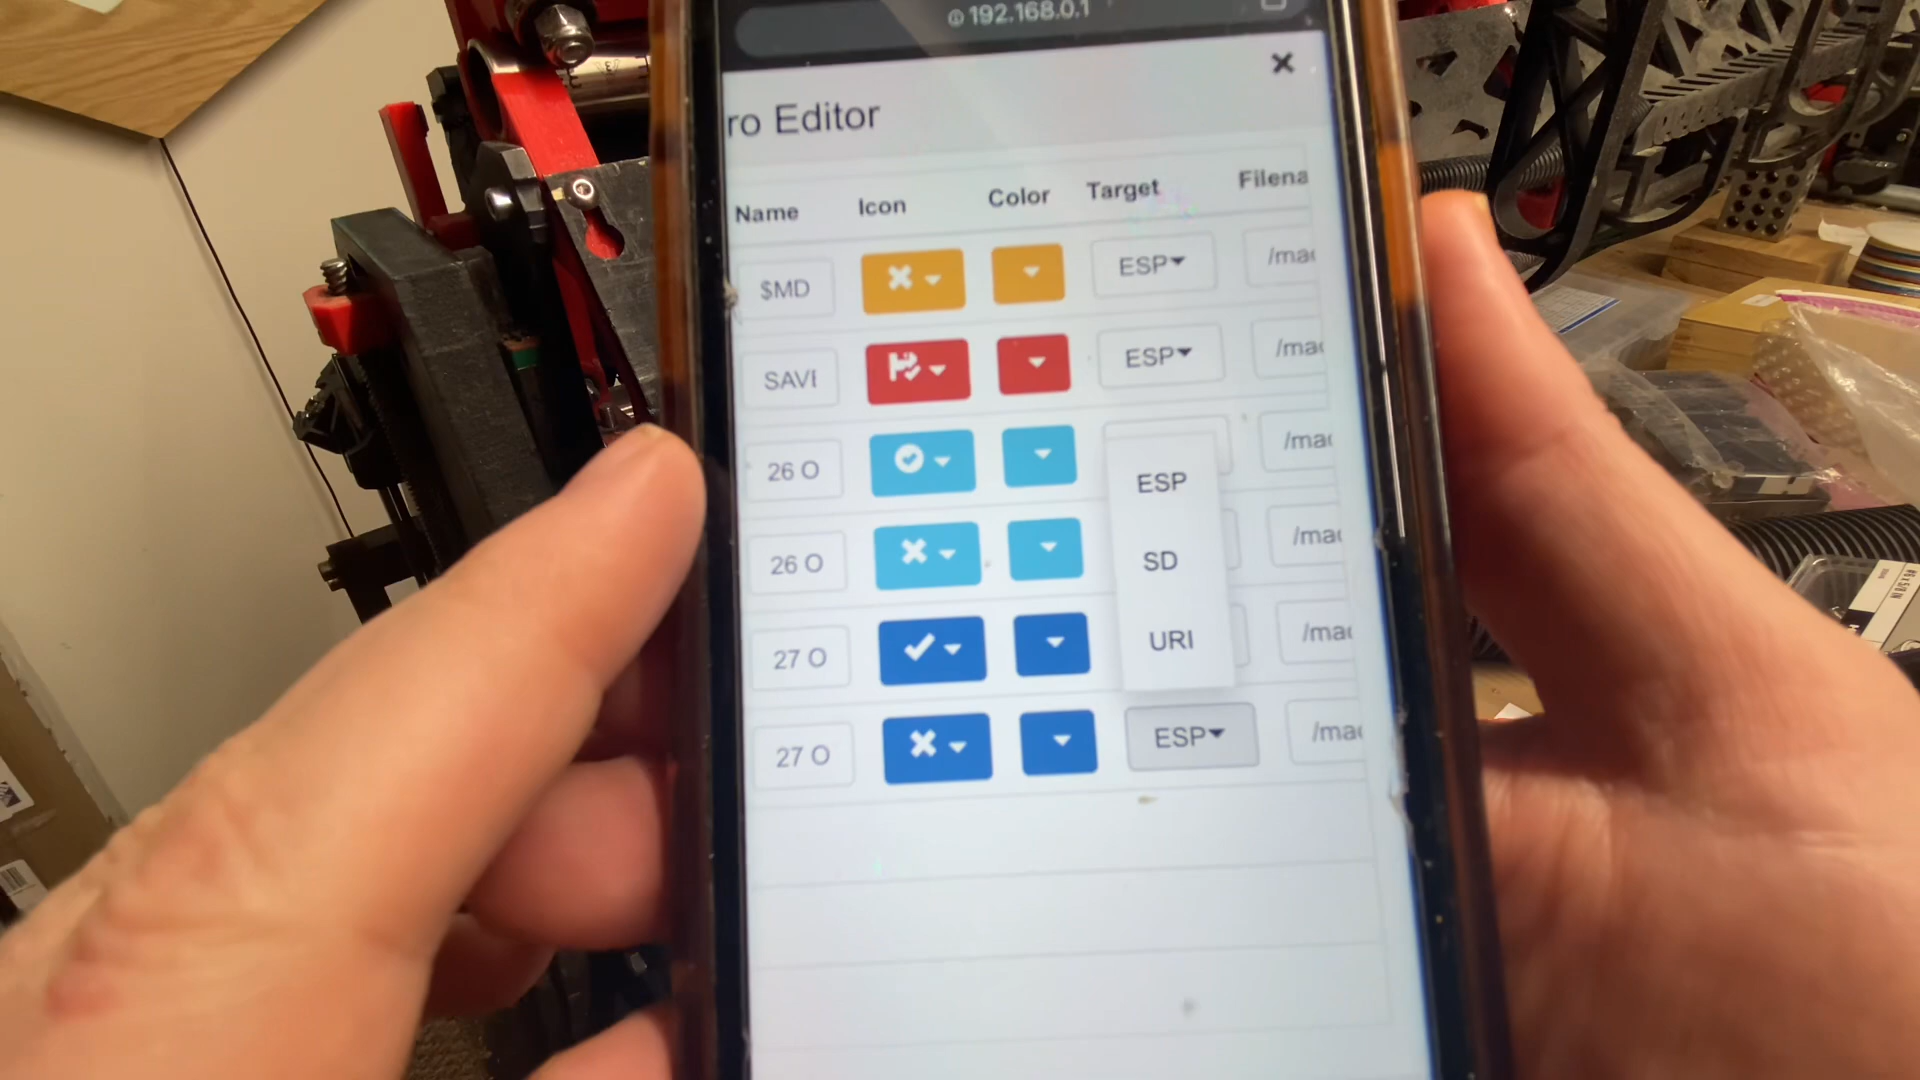 192.168.0.1
ro Editor
Name Icon Color Target Filena
$MD ESP /mac
SAVE ESP /mac
26 O /mac
ESP
26 O SD /mac
27 O URI /mac
27 O ESP /mac